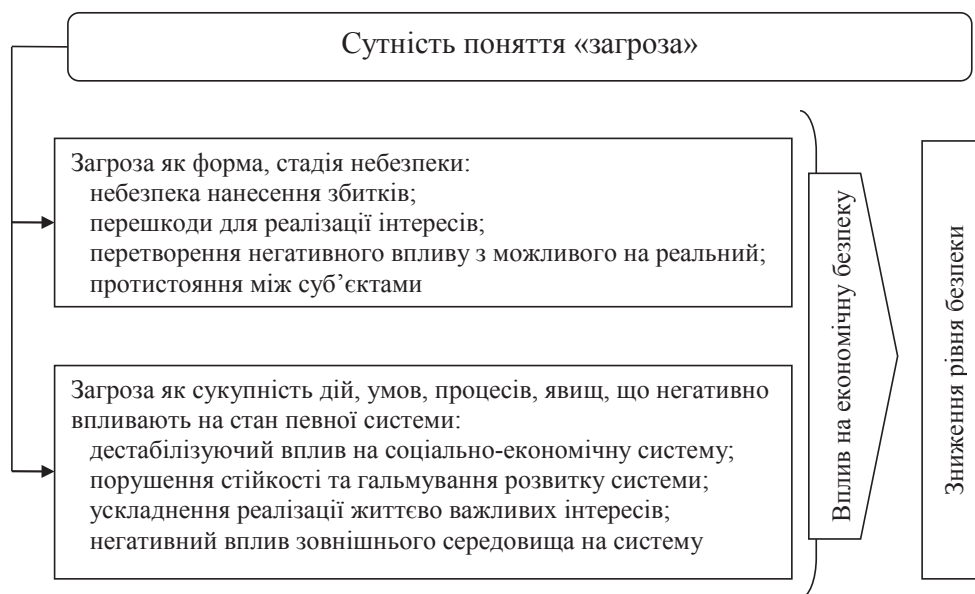 Сутність поняття «загроза»
Загроза як форма, стадія небезпеки:
небезпека нанесення збитків;
перешкоди для реалізації інтересів;
перетворення негативного впливу з можливого на реальний;
протистояння між суб’єктами
Загроза як сукупність дій, умов, процесів, явищ, що негативно
впливають на стан певної системи:
дестабілізуючий вплив на соціально-економічну систему;
порушення стійкості та гальмування розвитку системи;
ускладнення реалізації життєво важливих інтересів;
негативний вплив зовнішнього середовища на систему
Вплив на економічну безпеку
Зниження рівня безпеки